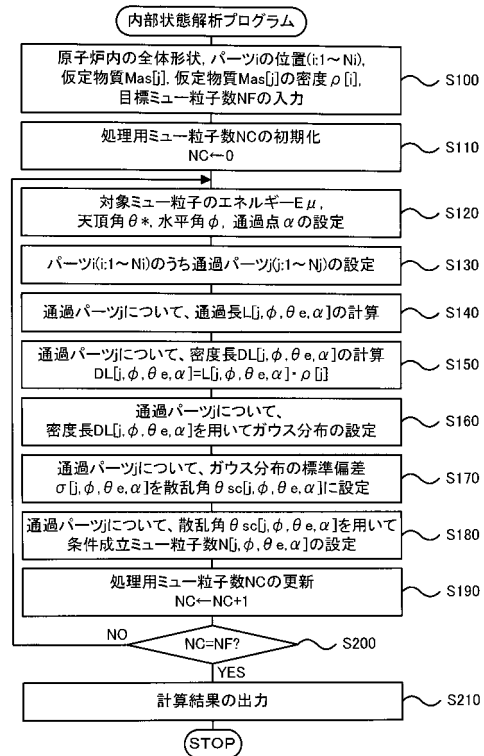 内部状態解析プログラム
原子炉内の全体形状, パーツiの位置(i:1~Ni),
仮定物質Mas[j], 仮定物質Mas[j]の密度ρ[i],
目標ミュー粒子数NFの入力
S100
処理用ミュー粒子数NCの初期化
NC←0
S110
対象ミュー粒子のエネルギーEμ,
天頂角θ*, 水平角φ, 通過点αの設定
S120
パーツi(i:1~Ni)のうち通過パーツj(j:1~Nj)の設定
S130
通過パーツjについて、通過長L[j,φ,θe,α]の計算
S140
通過パーツjについて、密度長DL[j,φ,θe,α]の計算
DL[j,φ,θe,α]=L[j,φ,θe,α]・ρ[j]
S150
通過パーツjについて、
密度長DL[j,φ,θe,α]を用いてガウス分布の設定
S160
通過パーツjについて、ガウス分布の標準偏差
σ[j,φ,θe,α]を散乱角θsc[j,φ,θe,α]に設定
S170
通過パーツjについて、散乱角θsc[j,φ,θe,α]を用いて
条件成立ミュー粒子数N[j,φ,θe,α]の設定
S180
処理用ミュー粒子数NCの更新
NC←NC+1
S190
NO
NC=NF?
S200
YES
計算結果の出力
S210
STOP